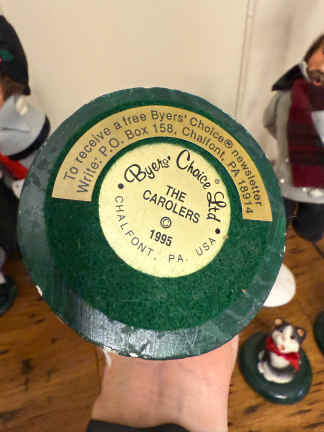 To receive a free Byers' Choice® newsletter
Write: P.O. Box 158, Chalfont, PA 18914
Byers' Choice Ltd.
THE
CAROLERS
©
1995
CHALFONT, PA. USA